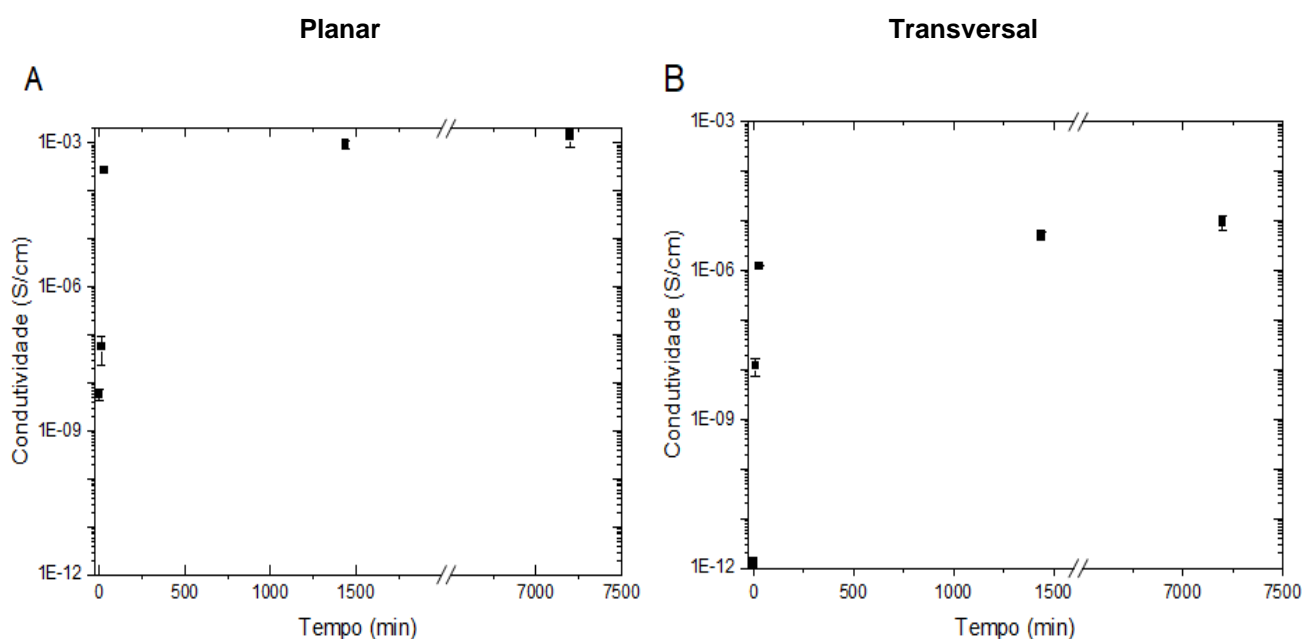 Planar
Transversal
A
B
1E-03
1E-06
1E-09
1E-12
Condutividade (S/cm)
0
500
1000
1500
7000
7500
Tempo (min)
1E-03
1E-06
1E-09
1E-12
Condutividade (S/cm)
0
500
1000
1500
7000
7500
Tempo (min)